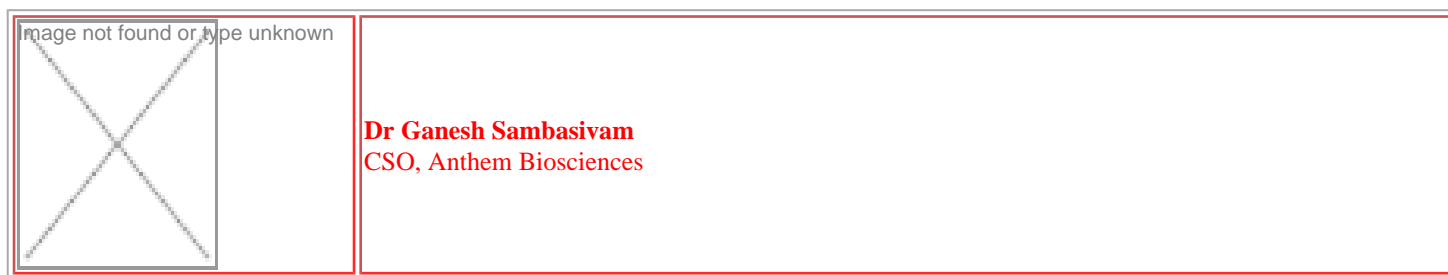 Image not found or type unknown
Dr Ganesh Sambasivam
CSO, Anthem Biosciences